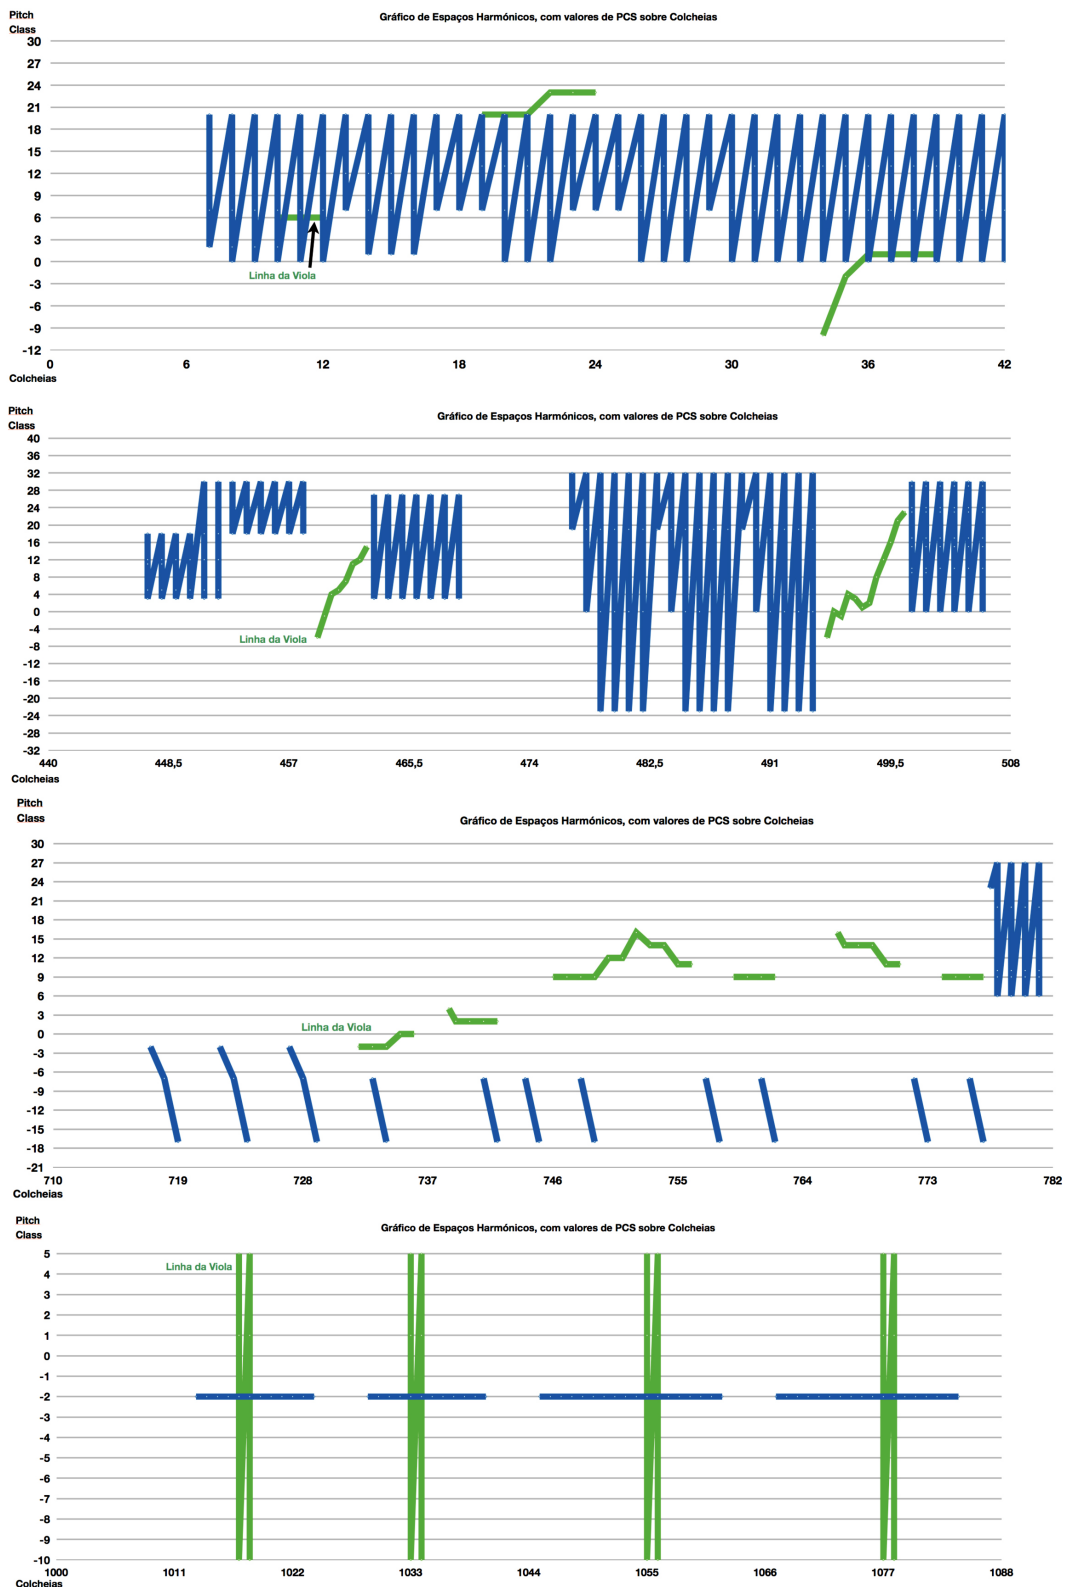 Pitch
Class
Gráfico de Espaços Harmónicos, com valores de PCS sobre Colcheias
30
27
24
21
18
15
12
9
6
3
0
-3
-6
-9
-12
Linha da Viola
0 6 12 18 24 30 36 42
Colcheias
Pitch
Class
Gráfico de Espaços Harmónicos, com valores de PCS sobre Colcheias
40
36
32
28
24
20
16
12
8
4
0
-4
-8
-12
-16
-20
-24
-28
-32
Linha da Viola
440 448,5 457 465,5 474 482,5 491 499,5 508
Colcheias
Pitch
Class
Gráfico de Espaços Harmónicos, com valores de PCS sobre Colcheias
30
27
24
21
18
15
12
9
6
3
0
-3
-6
-9
-12
-15
-18
-21
Linha da Viola
710 719 728 737 746 755 764 773 782
Colcheias
Pitch
Class
Gráfico de Espaços Harmónicos, com valores de PCS sobre Colcheias
5
Linha da Viola
4
3
2
1
0
-1
-2
-3
-4
-5
-6
-7
-8
-9
-10
1000 1011 1022 1033 1044 1055 1066 1077 1088
Colcheias